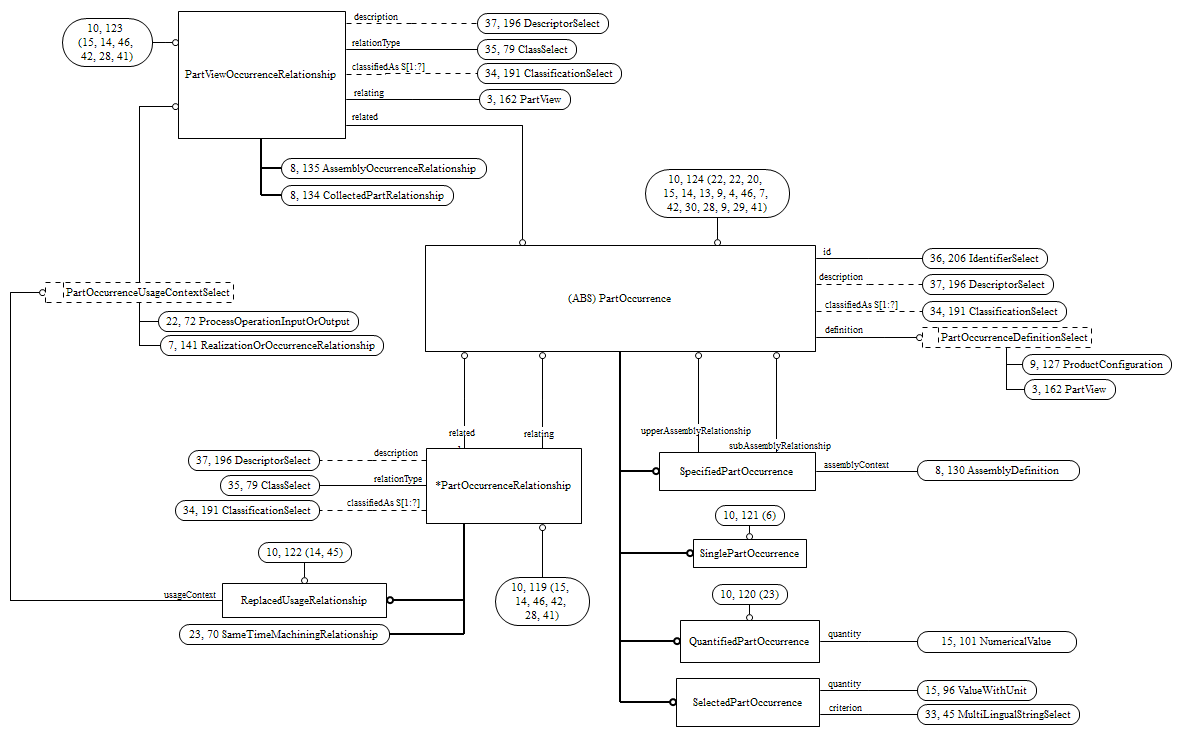 10, 123
(15, 14, 46,
42, 28, 41)
PartViewOccurrenceRelationship
description
37, 196 DescriptorSelect
relationType
35, 79 ClassSelect
classifiedAs S[1:?]
34, 191 ClassificationSelect
relating
3, 162 PartView
related
8, 135 AssemblyOccurrenceRelationship
8, 134 CollectedPartRelationship
10, 124 (22, 22, 20,
15, 14, 13, 9, 4, 46, 7,
42, 30, 28, 9, 29, 41)
(ABS) PartOccurrence
id
36, 206 IdentifierSelect
description
37, 196 DescriptorSelect
classifiedAs S[1:?]
34, 191 ClassificationSelect
definition
PartOccurrenceDefinitionSelect
9, 127 ProductConfiguration
3, 162 PartView
PartOccurrenceUsageContextSelect
22, 72 ProcessOperationInputOrOutput
7, 141 RealizationOrOccurrenceRelationship
related
relating
upperAssemblyRelationship
subAssemblyRelationship
description
37, 196 DescriptorSelect
relationType
35, 79 ClassSelect
classifiedAs S[1:?]
34, 191 ClassificationSelect
*PartOccurrenceRelationship
SpecifiedPartOccurrence
assemblyContext
8, 130 AssemblyDefinition
10, 121 (6)
SinglePartOccurrence
10, 122 (14, 45)
usageContext
ReplacedUsageRelationship
23, 70 SameTimeMachiningRelationship
10, 119 (15,
14, 46, 42,
28, 41)
10, 120 (23)
QuantifiedPartOccurrence
quantity
15, 101 NumericalValue
SelectedPartOccurrence
quantity
15, 96 ValueWithUnit
criterion
33, 45 MultiLingualStringSelect